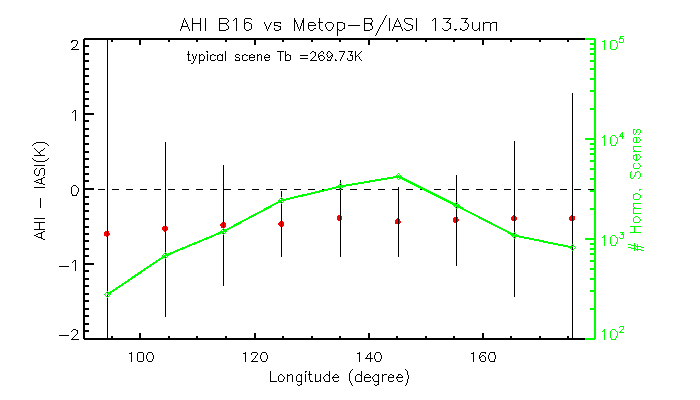 AHI B16 vs Metop-B/IASI 13.3um
typical scene Tb =269.73K
2
1
0
-1
-2
AHI - IASI(K)
10^5
10^4
10^3
10^2
# Homo. Scenes
100 120 140 160
Longitude (degree)